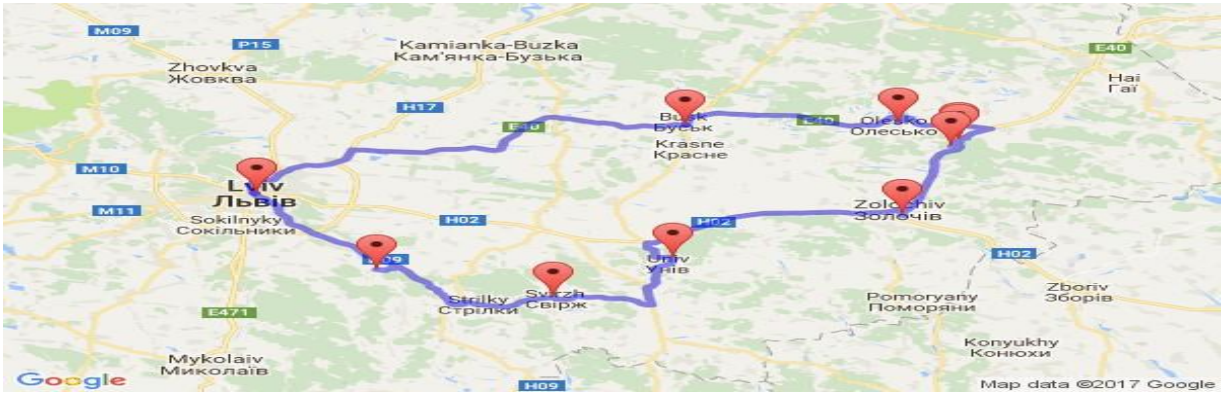 M09
P15
Kamianka-Buzka
Кам'янка-Бузька
Zhovkva
Жовква
E40
Hai
Гаї
H17
E40
Busk
Буськ
E40
Olesko
Олесько
Krasne
Красне
M10
Lviv
Львів
M11
Sokilnyky
Сокільники
H02
H02
Zolochiv
Золочів
H02
Univ
Унів
Strilky
Стрілки
Svirzh
Свірж
E471
Pomoryany
Поморяни
Zboriv
Зборів
Konyukhy
Конюхи
Mykolaiv
Миколаїв
H09
Google
Map data ©2017 Google